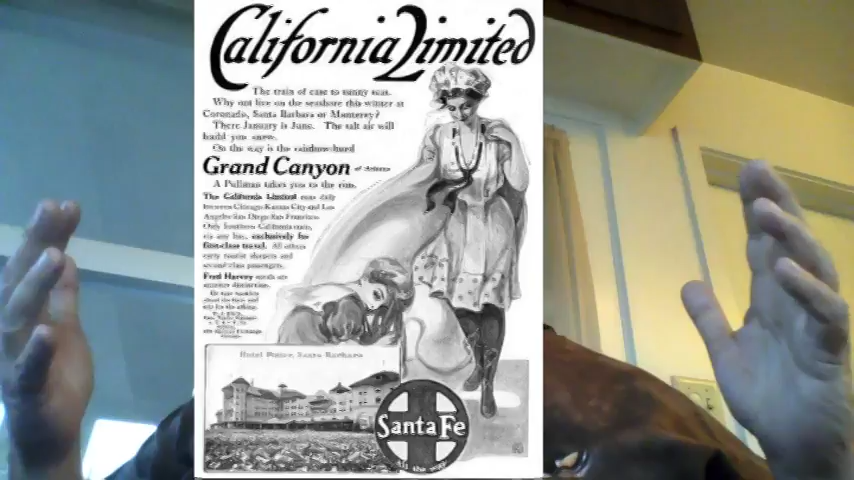 California Limited
The train of ease to sunny seas.
Why not live on the seashore this winter at
Coronado, Santa Barbara or Monterey?
There January is June. The salt air will
build you anew.
On the way is the rainbow-hued
Grand Canyon of Arizona
A Pullman takes you to the rim.
The California Limited runs daily
between Chicago-Kansas City and Los
Angeles-San Diego-San Francisco.
Only Southern California train,
via any line, exclusively for
first-class travel. All others
carry tourist sleepers and
second-class passengers.
Fred Harvey meals are
Hotel Potter, Santa Barbara
Santa Fe
All the way